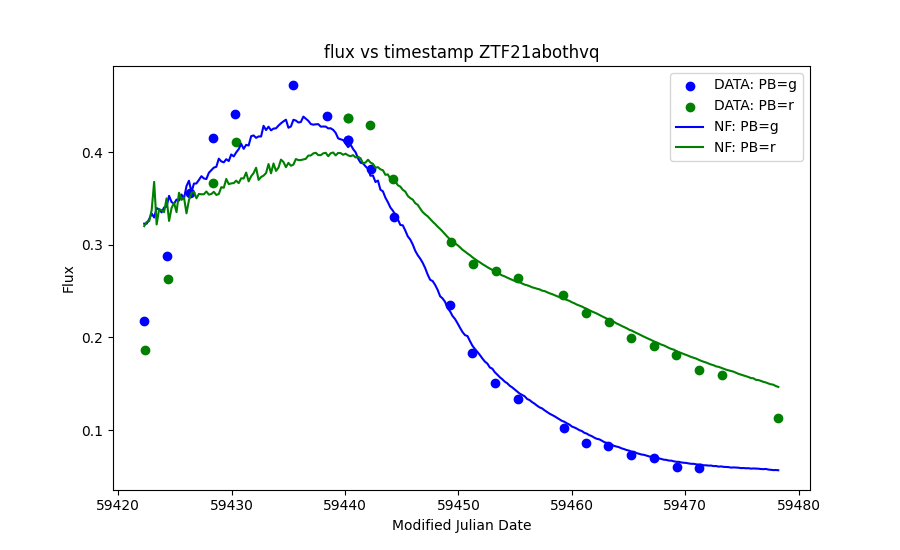 flux vs timestamp ZTF21abothvq
DATA: PB=g
DATA: PB=r
NF: PB=g
NF: PB=r
Flux
0.4
0.3
0.2
0.1
59420 59430 59440 59450 59460 59470 59480
Modified Julian Date